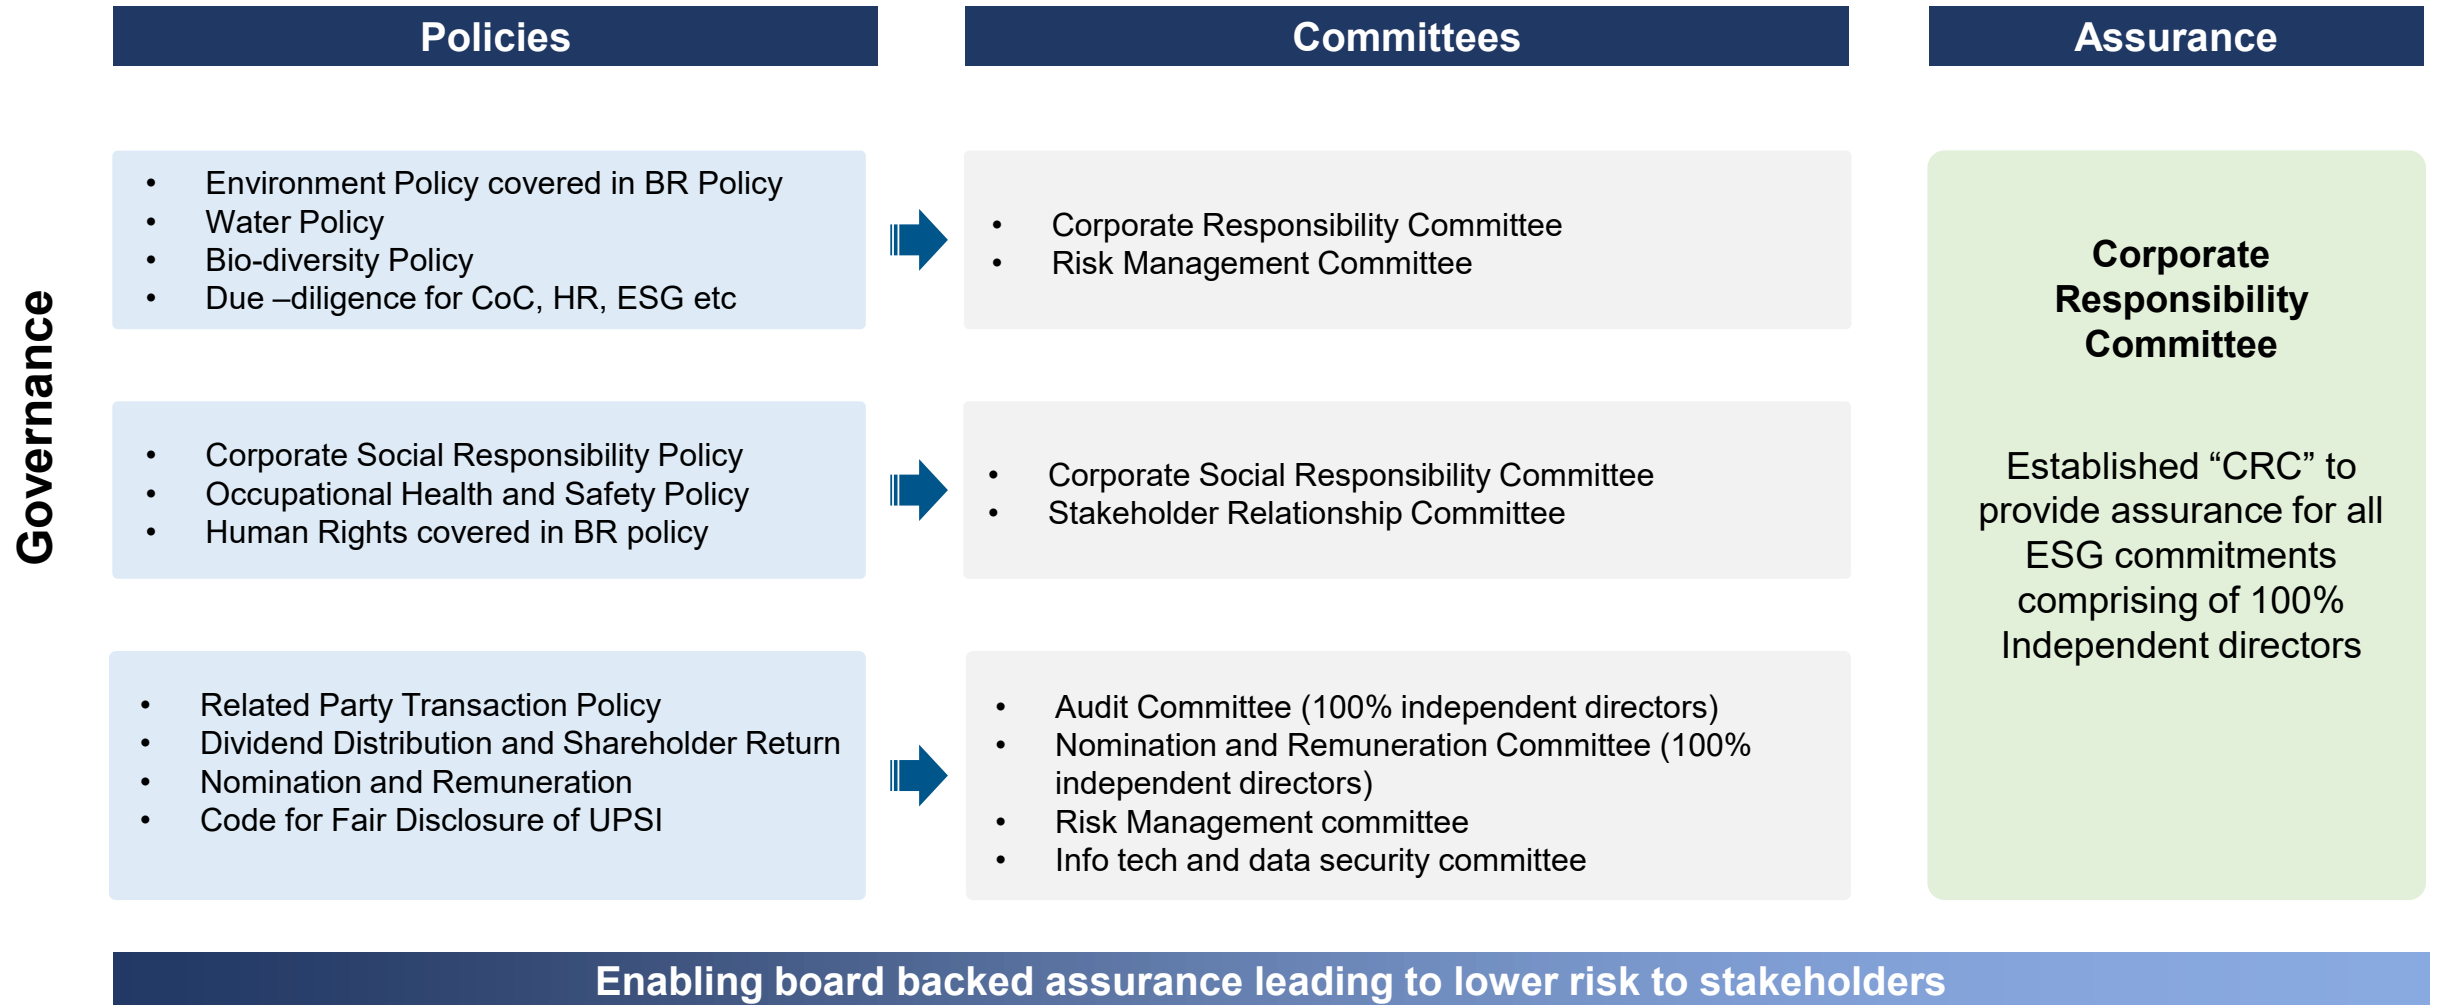 Policies
Committees
Assurance
Governance
• Environment Policy covered in BR Policy
• Water Policy
• Bio-diversity Policy
• Due –diligence for CoC, HR, ESG etc
• Corporate Responsibility Committee
• Risk Management Committee
• Corporate Social Responsibility Policy
• Occupational Health and Safety Policy
• Human Rights covered in BR policy
• Corporate Social Responsibility Committee
• Stakeholder Relationship Committee
• Related Party Transaction Policy
• Dividend Distribution and Shareholder Return
• Nomination and Remuneration
• Code for Fair Disclosure of UPSI
• Audit Committee (100% independent directors)
• Nomination and Remuneration Committee (100%
independent directors)
• Risk Management committee
• Info tech and data security committee
Corporate
Responsibility
Committee
Established “CRC” to
provide assurance for all
ESG commitments
comprising of 100%
Independent directors
Enabling board backed assurance leading to lower risk to stakeholders